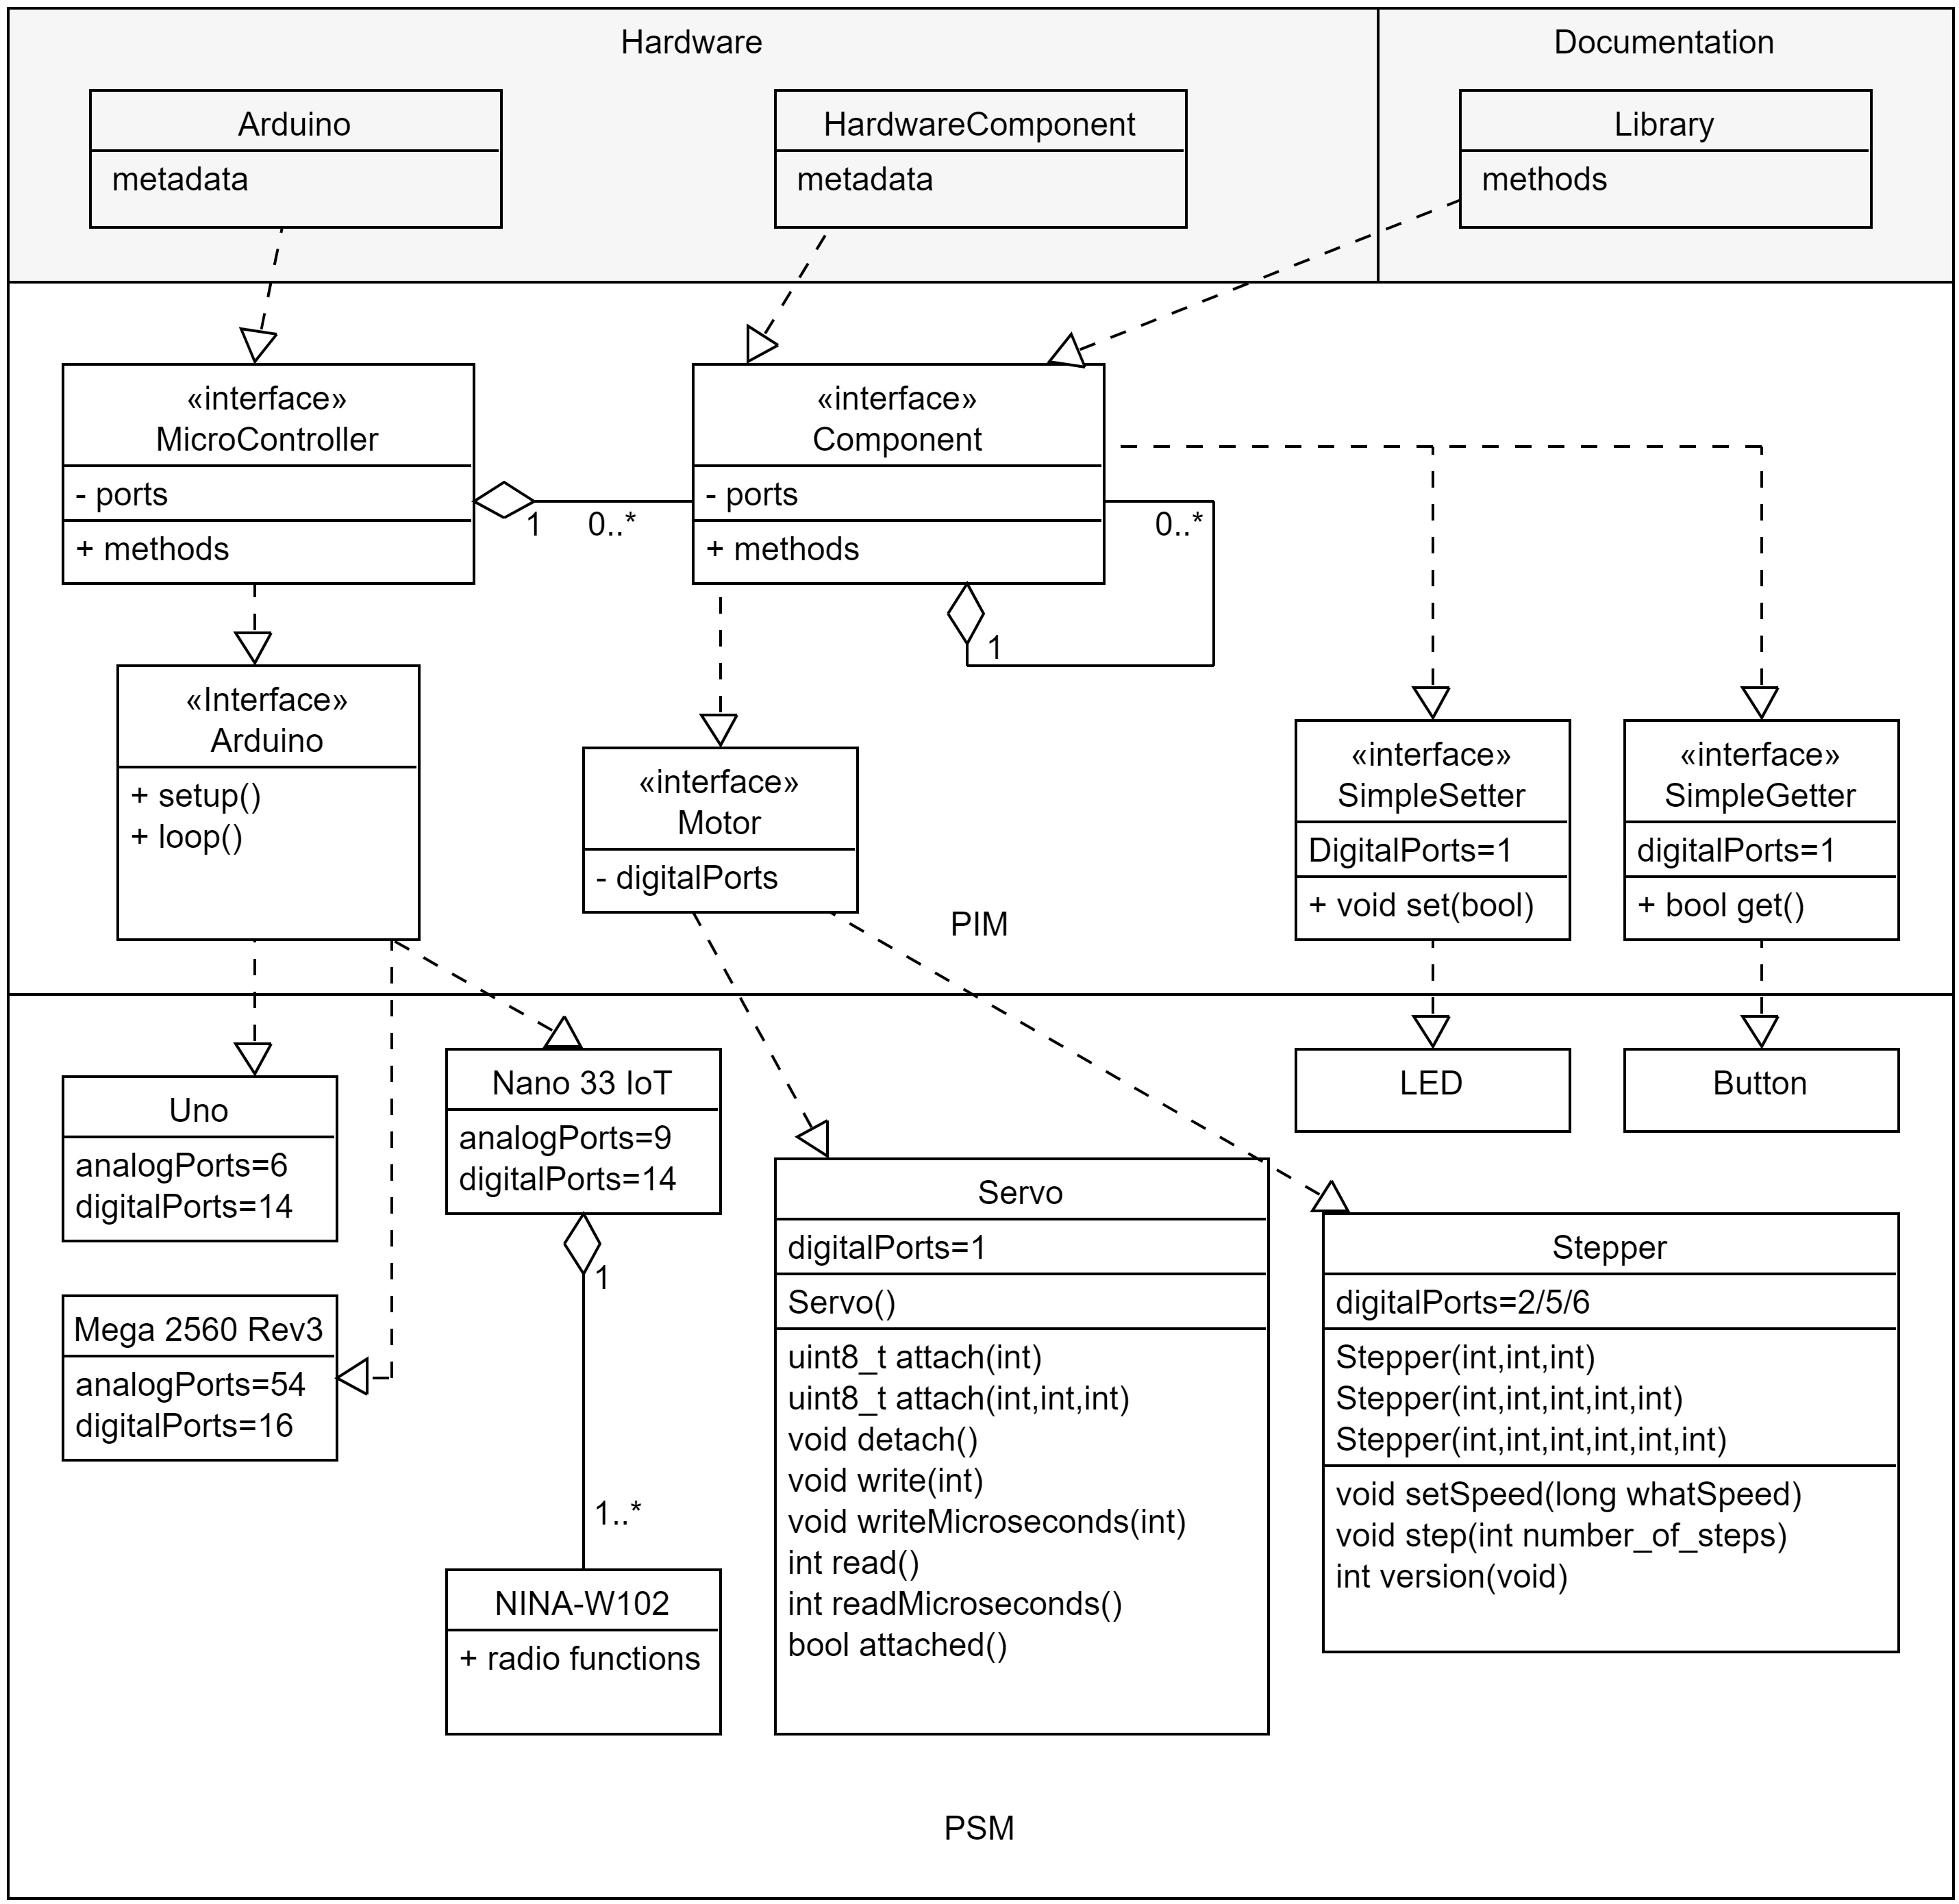 Hardware
Documentation
Arduino
metadata
HardwareComponent
metadata
Library
methods
«interface»
MicroController
- ports
+ methods
1
0..*
«interface»
Component
- ports
+ methods
0..*
1
«Interface»
Arduino
+ setup()
+ loop()
«interface»
Motor
- digitalPorts
«interface»
SimpleSetter
DigitalPorts=1
+ void set(bool)
«interface»
SimpleGetter
digitalPorts=1
+ bool get()
PIM
Uno
analogPorts=6
digitalPorts=14
Mega 2560 Rev3
analogPorts=54
digitalPorts=16
Nano 33 IoT
analogPorts=9
digitalPorts=14
1
1..*
NINA-W102
+ radio functions
Servo
digitalPorts=1
Servo()
uint8_t attach(int)
uint8_t attach(int,int,int)
void detach()
void write(int)
void writeMicroseconds(int)
int read()
int readMicroseconds()
bool attached()
LED
Button
Stepper
digitalPorts=2/5/6
Stepper(int,int,int)
Stepper(int,int,int,int,int)
Stepper(int,int,int,int,int,int)
void setSpeed(long whatSpeed)
void step(int number_of_steps)
int version(void)
PSM